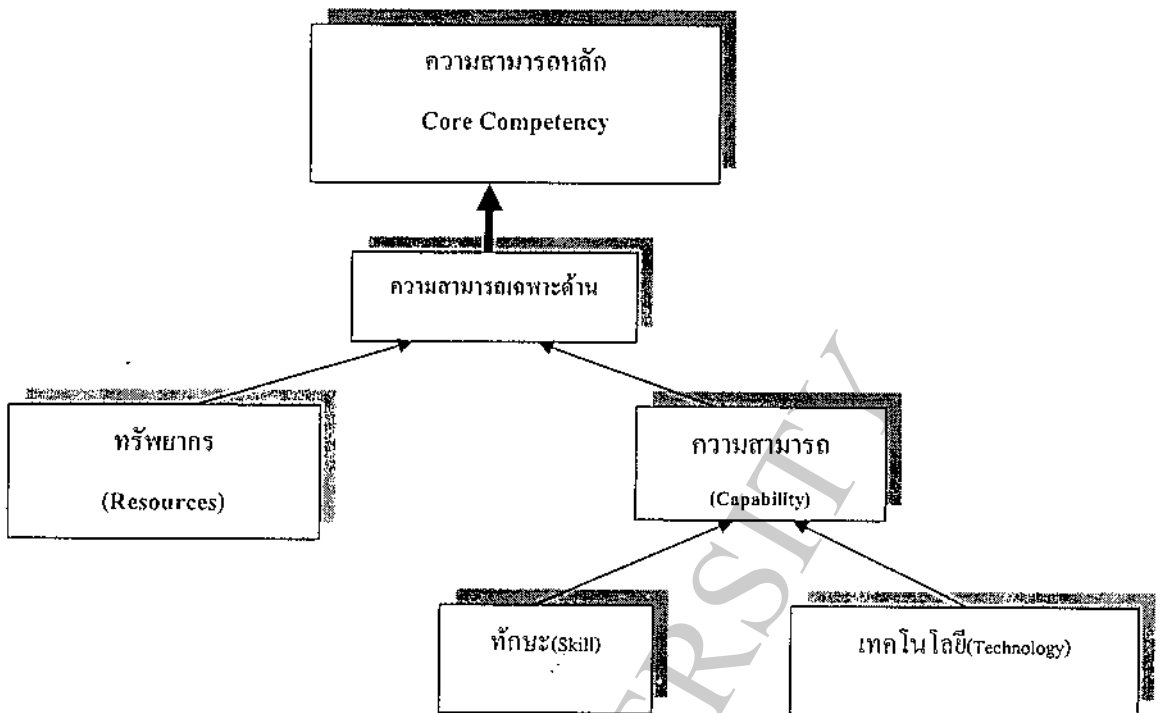 ความสามารถหลัก
Core Competency
ความสามารถเฉพาะด้าน
ทรัพยากร
(Resources)
ความสามารถ
(Capability)
ทักษะ(Skill)
เทคโนโลยี(Technology)
ERSITY